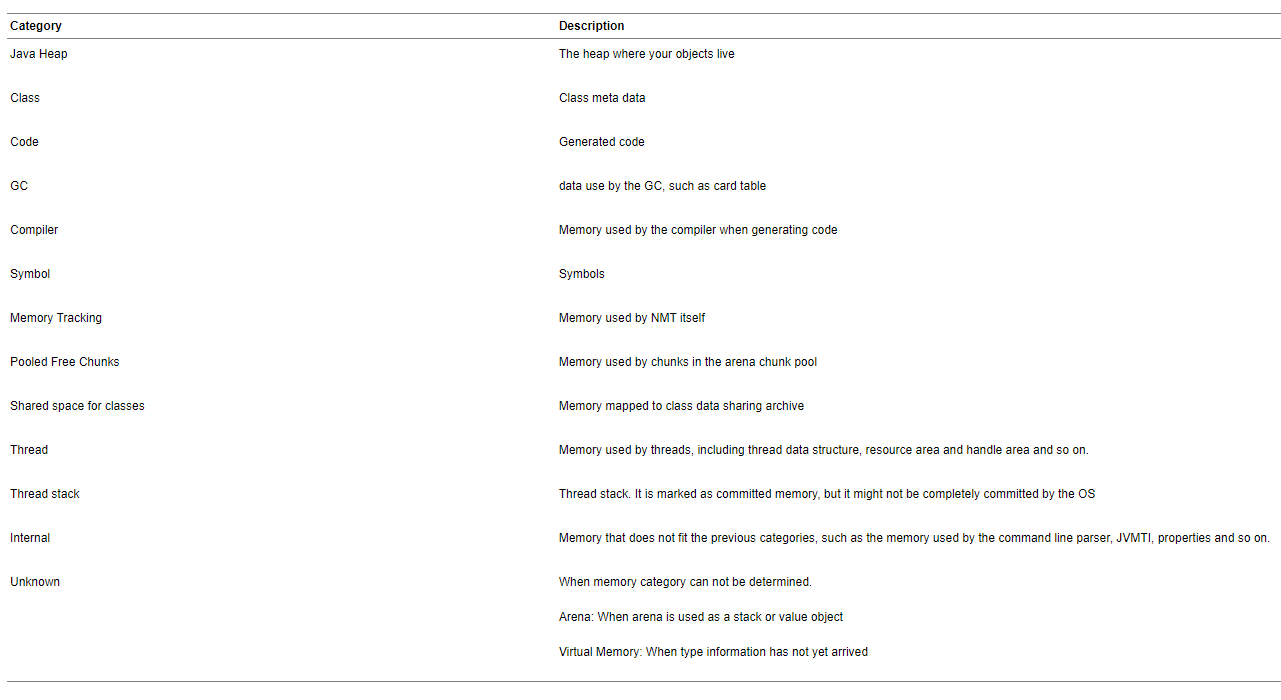 Category Description
Java Heap The heap where your objects live
Class Class meta data
Code Generated code
GC data use by the GC, such as card table
Compiler Memory used by the compiler when generating code
Symbol Symbols
Memory Tracking Memory used by NMT itself
Pooled Free Chunks Memory used by chunks in the arena chunk pool
Shared space for classes Memory mapped to class data sharing archive
Thread Memory used by threads, including thread data structure, resource area and handle area and so on.
Thread stack Thread stack. It is marked as committed memory, but it might not be completely committed by the OS
Internal Memory that does not fit the previous categories, such as the memory used by the command line parser, JVMTI, properties and so on.
Unknown When memory category can not be determined.
Arena: When arena is used as a stack or value object
Virtual Memory: When type information has not yet arrived